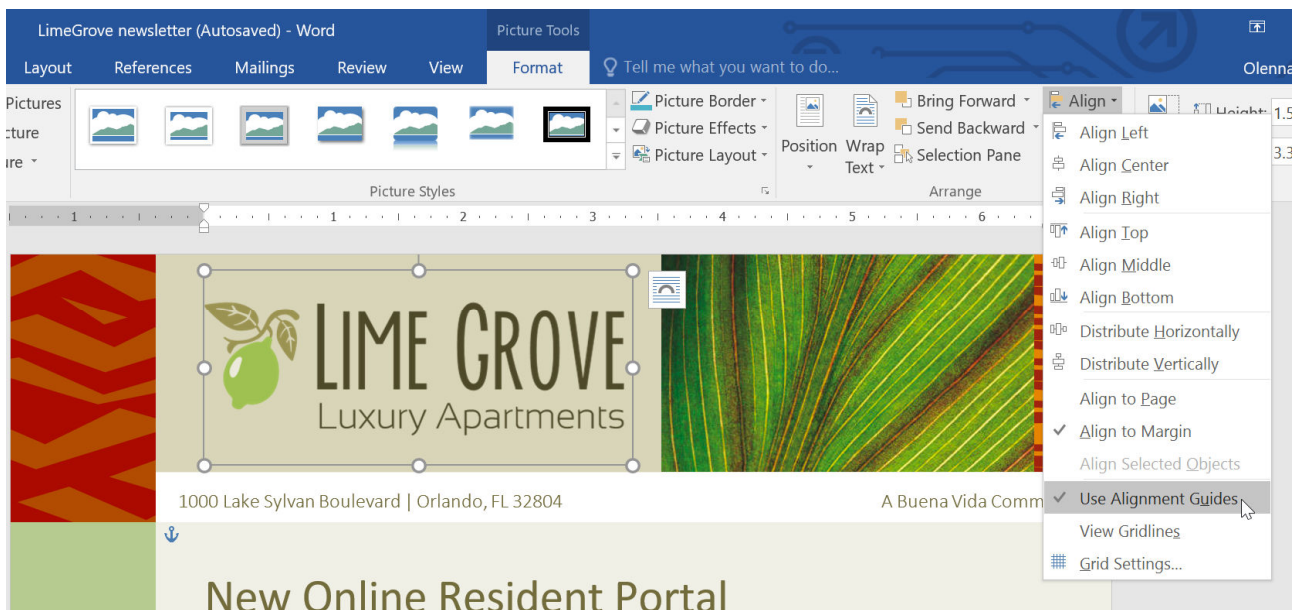 LimeGrove newsletter (Autosaved) - Word
Picture Tools
Layout References Mailings Review View Format Tell me what you want to do... Olenna
Pictures
cture
ure
Picture Border
Picture Effects
Picture Layout
Picture Styles
Position
Wrap
Text
Bring Forward
Send Backward
Selection Pane
Arrange
Align
Height: 1.5
3.3
1 1 2 3 4 5 6
Align Left
Align Center
Align Right
Align Top
Align Middle
Align Bottom
Distribute Horizontally
Distribute Vertically
Align to Page
Align to Margin
Align Selected Objects
Use Alignment Guides
View Gridlines
Grid Settings...
LIME GROVE
Luxury Apartments
1000 Lake Sylvan Boulevard | Orlando, FL 32804
A Buena Vida Comm
New Online Resident Portal